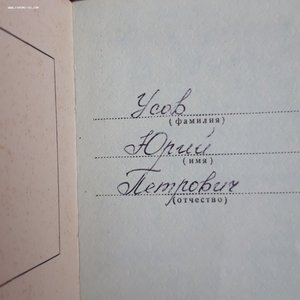 Усов
(фамилия)
Юрий
(имя)
Петрович
(отчество)